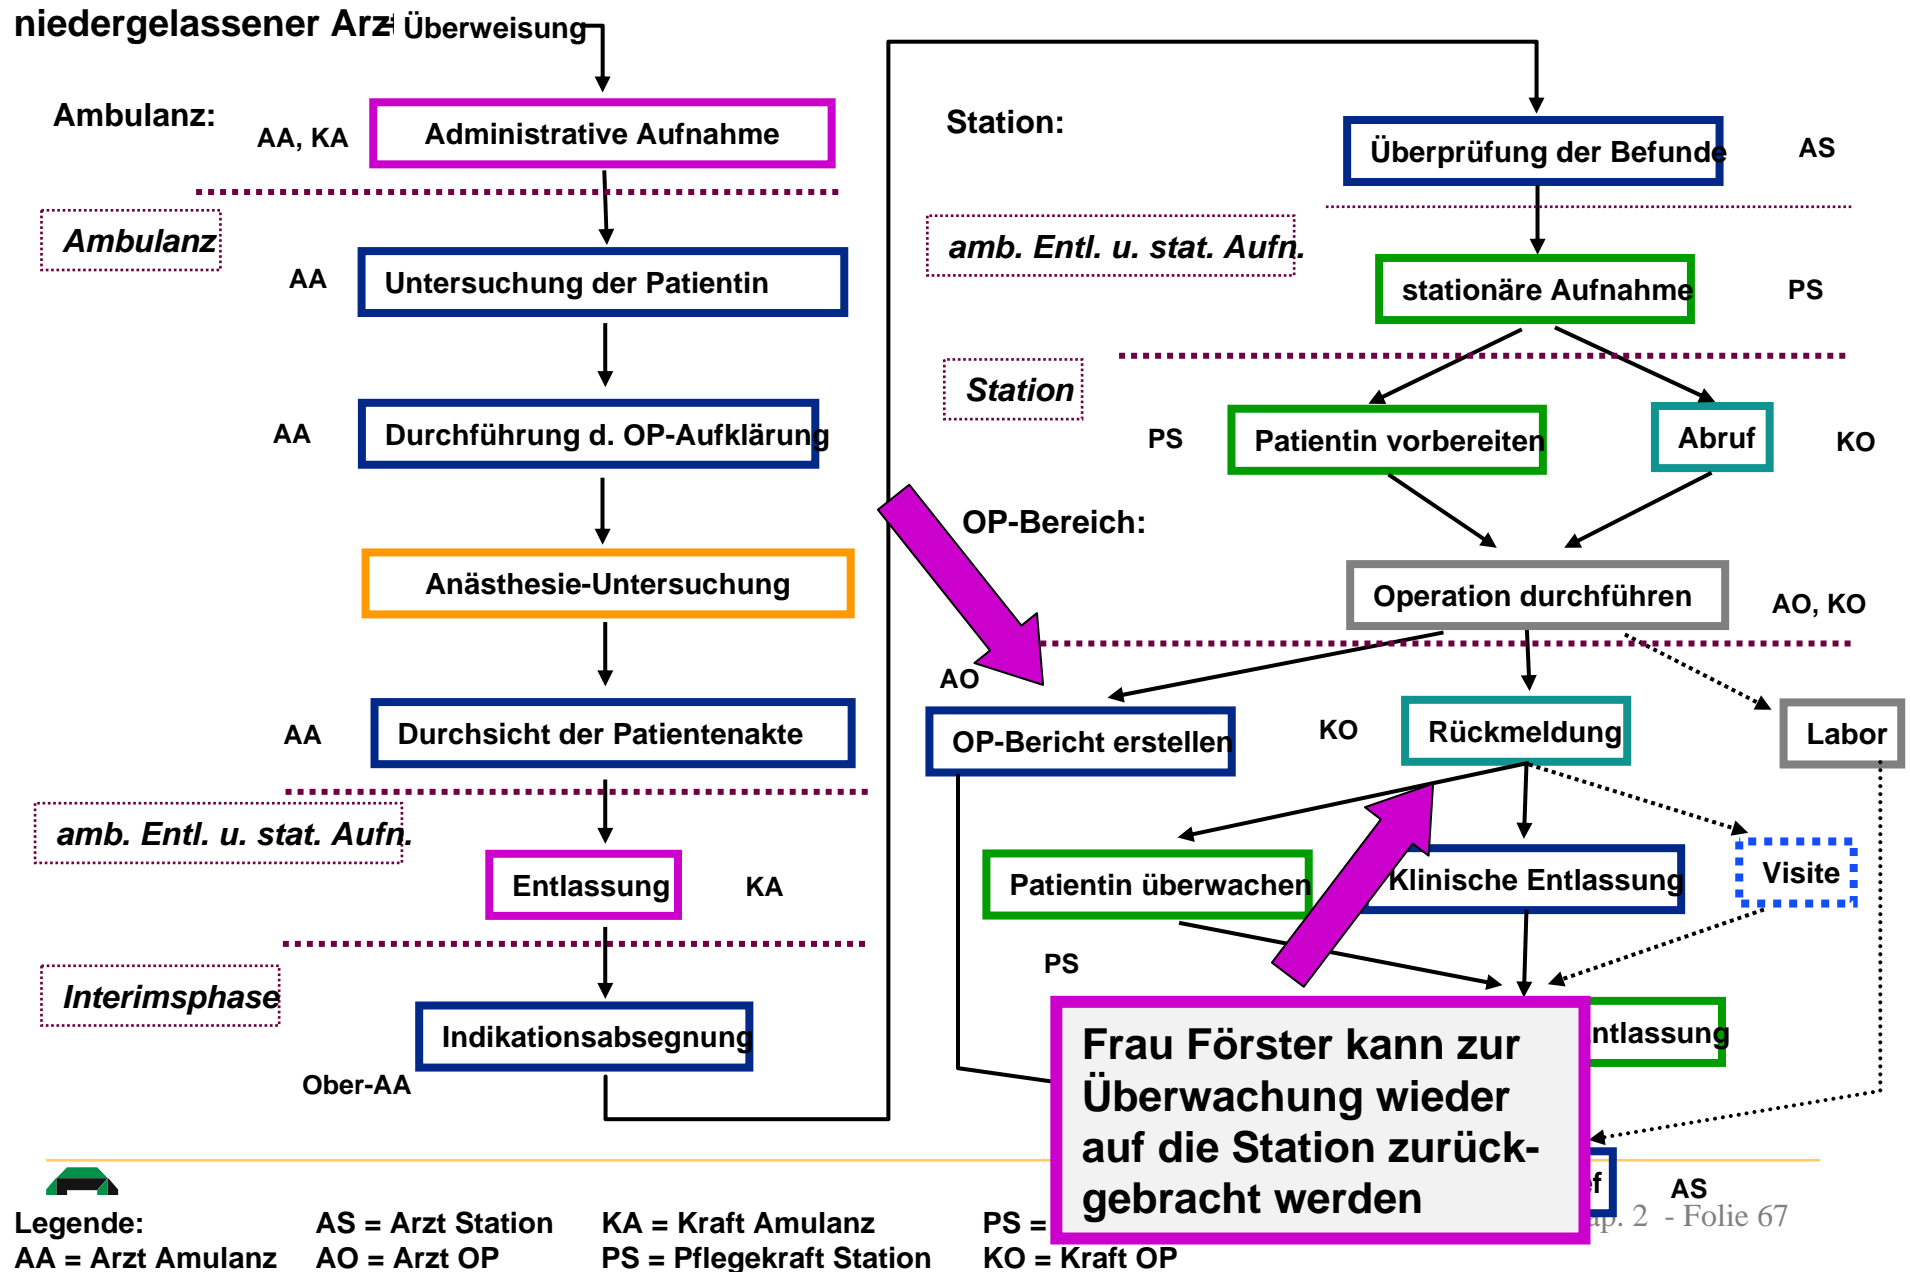 niedergelassener Arzt
Überweisung
Ambulanz:
AA, KA
Administrative Aufnahme
Ambulanz
AA
Untersuchung der Patientin
AA
Durchführung d. OP-Aufklärung
Anästhesie-Untersuchung
AA
Durchsicht der Patientenakte
amb. Entl. u. stat. Aufn.
Entlassung
KA
Interimsphase
Indikationsabsegnung
Ober-AA
Station:
Überprüfung der Befunde
AS
amb. Entl. u. stat. Aufn.
stationäre Aufnahme
PS
Station
PS
Patientin vorbereiten
Abruf
KO
OP-Bereich:
Operation durchführen
AO, KO
AO
OP-Bericht erstellen
KO
Rückmeldung
Labor
Patientin überwachen
Klinische Entlassung
Visite
PS
ntlassung
Frau Förster kann zur
Überwachung wieder
auf die Station zurück-
gebracht werden
f
AS
p. 2 - Folie 67
Legende:
AS = Arzt Station
KA = Kraft Amulanz
PS =
AA = Arzt Amulanz
AO = Arzt OP
PS = Pflegekraft Station
KO = Kraft OP